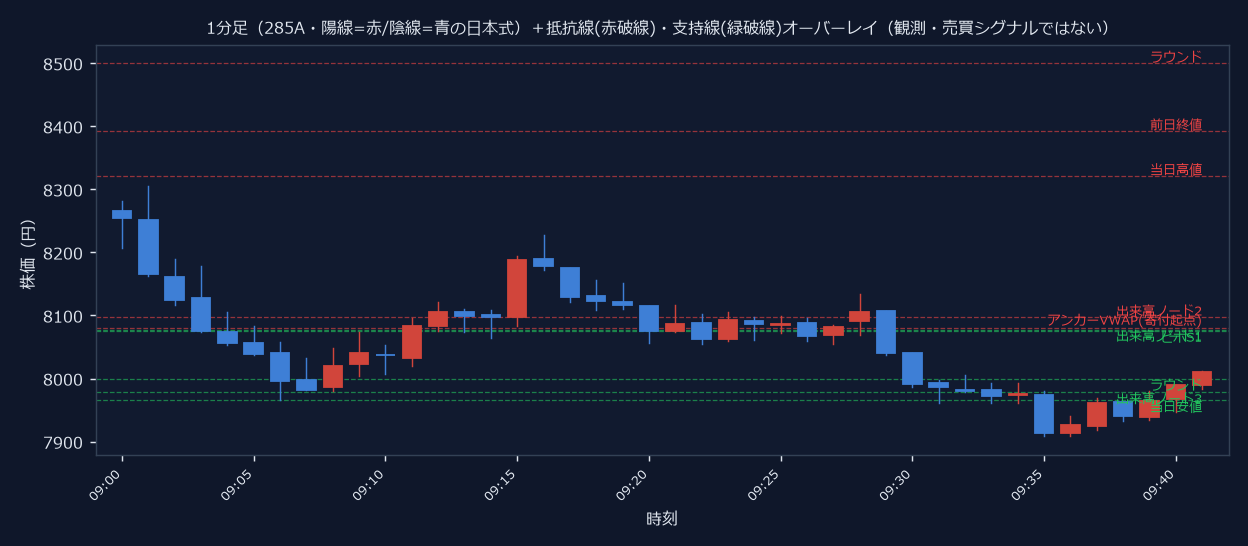 1分足（285A・陽線=赤/陰線=青の日本式）＋抵抗線(赤破線)・支持線(緑破線)オーバーレイ（観測・売買シグナルではない）
株価（円）
8500
8400
8300
8200
8100
8000
7900
ラウンド
前日終値
当日高値
出来高ノード2
アンカーVWAP(寄付起点)
ラウンド
当日安値
09:00
09:05
09:10
09:15
09:20
09:25
09:30
09:35
09:40
時刻